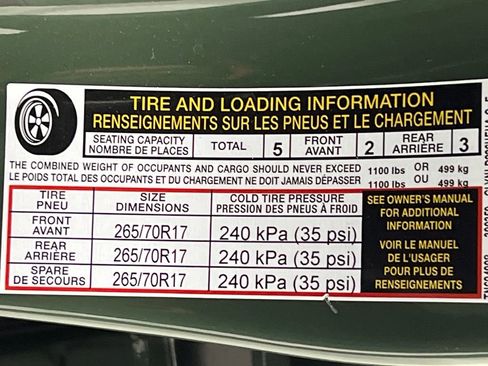 TIRE AND LOADING INFORMATION
RENSEIGNEMENTS SUR LES PNEUS ET LE CHARGEMENT
SEATING CAPACITY TOTAL 5 FRONT 2 REAR 3
NOMBRE DE PLACES AVANT ARRIÈRE
THE COMBINED WEIGHT OF OCCUPANTS AND CARGO SHOULD NEVER EXCEED 1100 lbs OR 499 kg
LE POIDS TOTAL DES OCCUPANTS ET DU CHARGEMENT NE DOIT JAMAIS DÉPASSER 1100 lbs OU 499 kg
TIRE SIZE COLD TIRE PRESSURE
PNEU DIMENSIONS PRESSION DES PNEUS À FROID
FRONT
AVANT 265/70R17 240 kPa (35 psi)
REAR
ARRIÈRE 265/70R17 240 kPa (35 psi)
SPARE
DE SECOURS 265/70R17 240 kPa (35 psi)
SEE OWNER'S MANUAL
FOR ADDITIONAL
INFORMATION
VOIR LE MANUEL
DE L'USAGER
POUR PLUS DE
RENSEIGNEMENTS